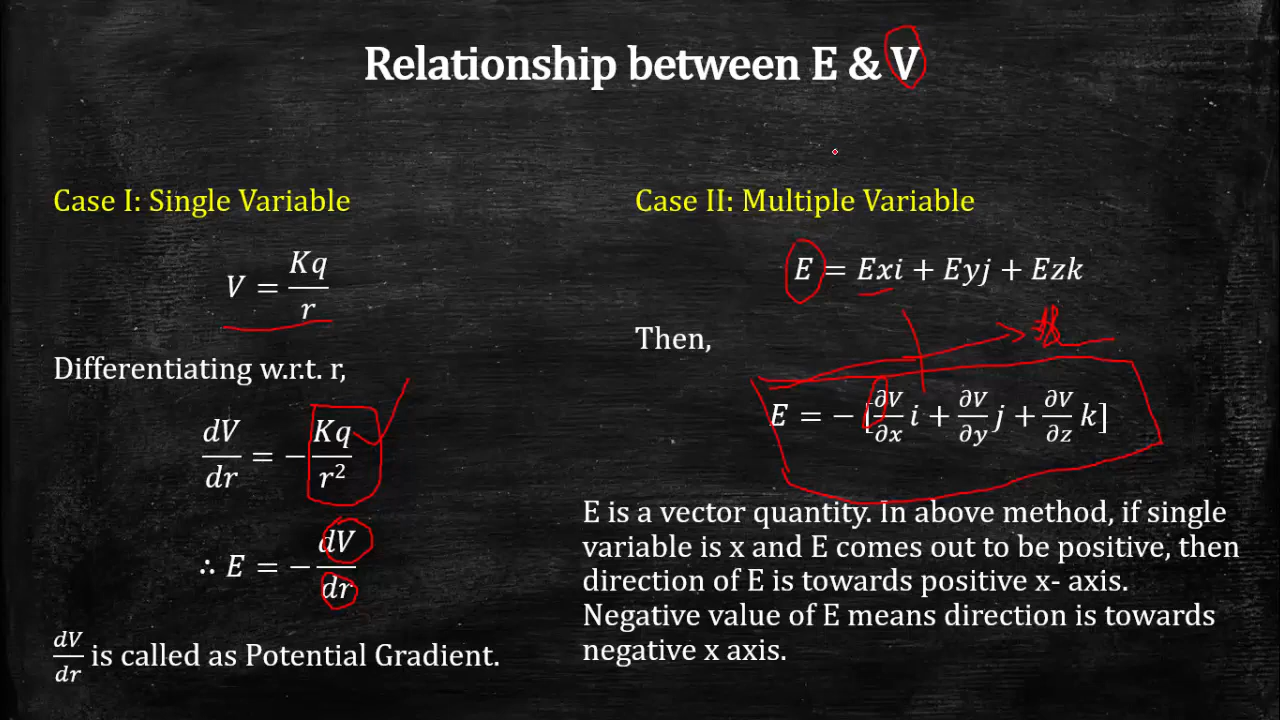 Relationship between E & V
Case I: Single Variable
V = Kq/r
Differentiating w.r.t. r,
dV/dr = − Kq/r²
∴ E = − dV/dr
dV/dr is called as Potential Gradient.
Case II: Multiple Variable
E = Exi + Eyj + Ezk
Then,
E = − [∂V/∂x i + ∂V/∂y j + ∂V/∂z k]
E is a vector quantity. In above method, if single
variable is x and E comes out to be positive, then
direction of E is towards positive x- axis.
Negative value of E means direction is towards
negative x axis.